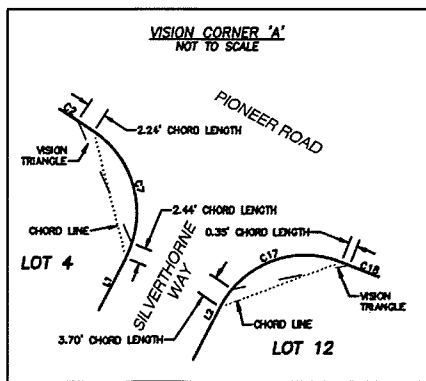 VISION CORNER 'A'
NOT TO SCALE
PIONEER ROAD
C2
2.24' CHORD LENGTH
VISION
TRIANGLE
C7
2.44' CHORD LENGTH
CHORD LINE
0.35' CHORD LENGTH
C17
LOT 4
L1
SILVERTHORNE
WAY
C18
L3
VISION
TRIANGLE
CHORD LINE
3.70' CHORD LENGTH
LOT 12